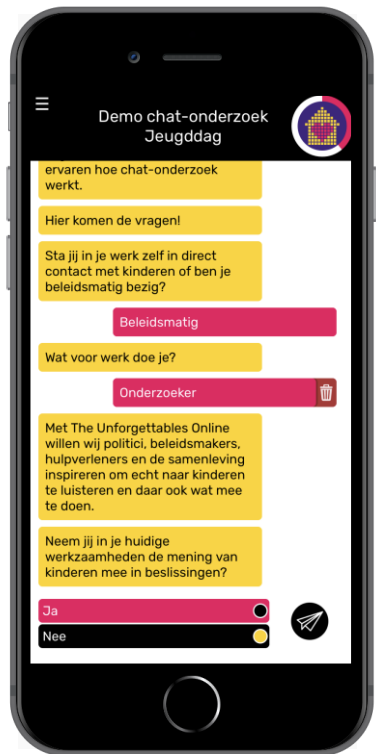 Demo chat-onderzoek
Jeugddag
ervaren hoe chat-onderzoek
werkt.
Hier komen de vragen!
Sta jij in je werk zelf in direct
contact met kinderen of ben je
beleidsmatig bezig?
Beleidsmatig
Wat voor werk doe je?
Onderzoeker
Met The Unforgettables Online
willen wij politici, beleidsmakers,
hulpverleners en de samenleving
inspireren om echt naar kinderen
te luisteren en daar ook wat mee
te doen.
Neem jij in je huidige
werkzaamheden de mening van
kinderen mee in beslissingen?
Ja
Nee